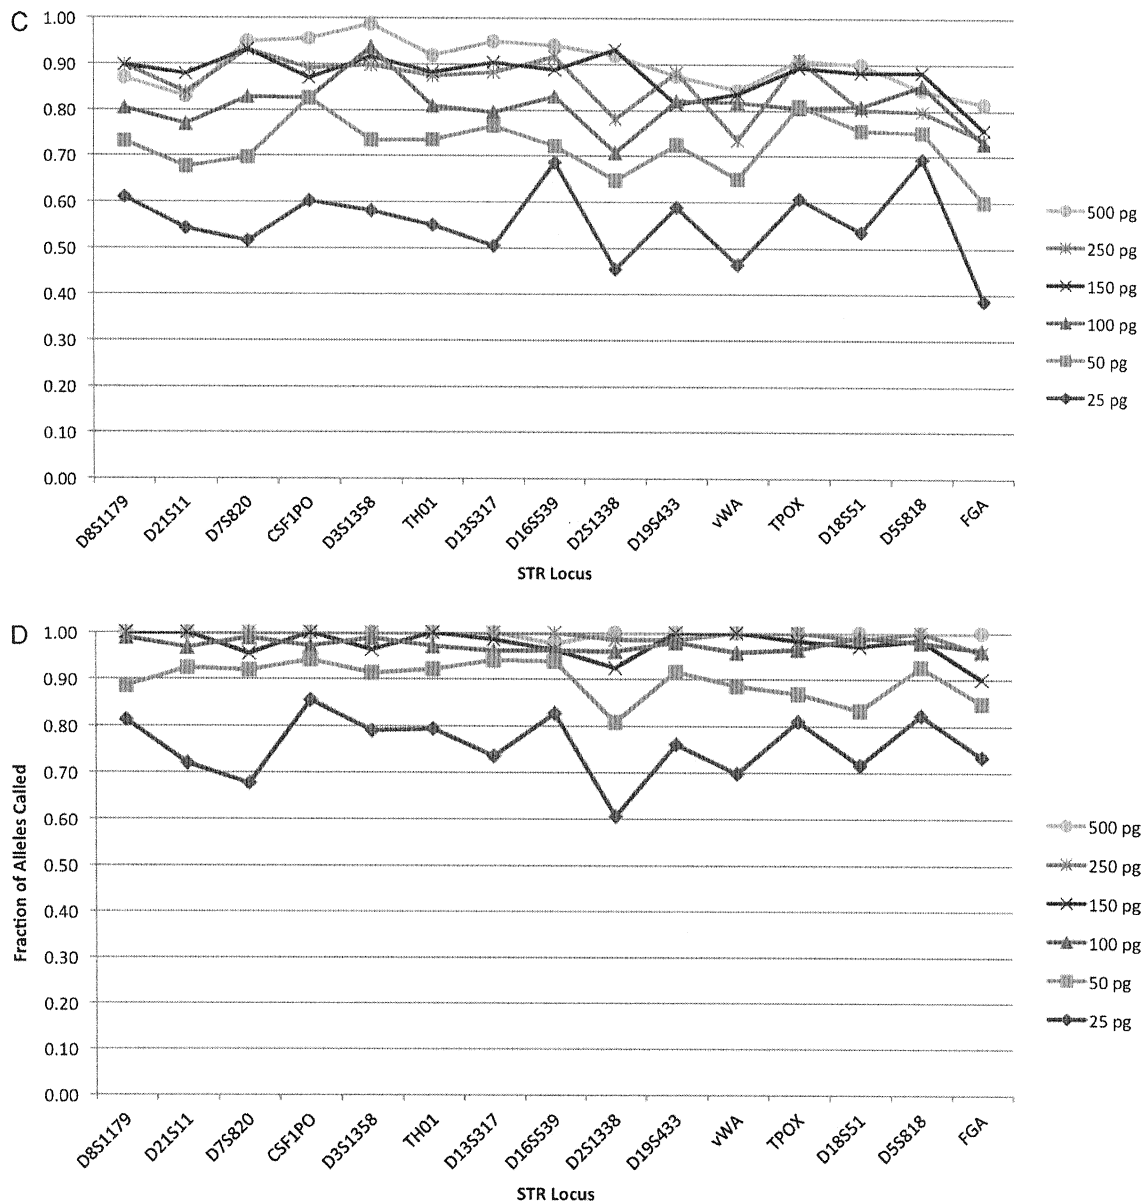 C
1.00
0.90
0.80
0.70
0.60
0.50
0.40
0.30
0.20
0.10
0.00
D8S1179
D21S11
D7S820
CSF1PO
D3S1358
TH01
D13S317
D16S539
D2S1338
D19S433
vWA
TPOX
D18S51
D5S818
FGA
STR Locus
500 pg
250 pg
150 pg
100 pg
50 pg
25 pg
D
Fraction of Alleles Called
1.00
0.90
0.80
0.70
0.60
0.50
0.40
0.30
0.20
0.10
0.00
D8S1179
D21S11
D7S820
CSF1PO
D3S1358
TH01
D13S317
D16S539
D2S1338
D19S433
vWA
TPOX
D18S51
D5S818
FGA
STR Locus
500 pg
250 pg
150 pg
100 pg
50 pg
25 pg